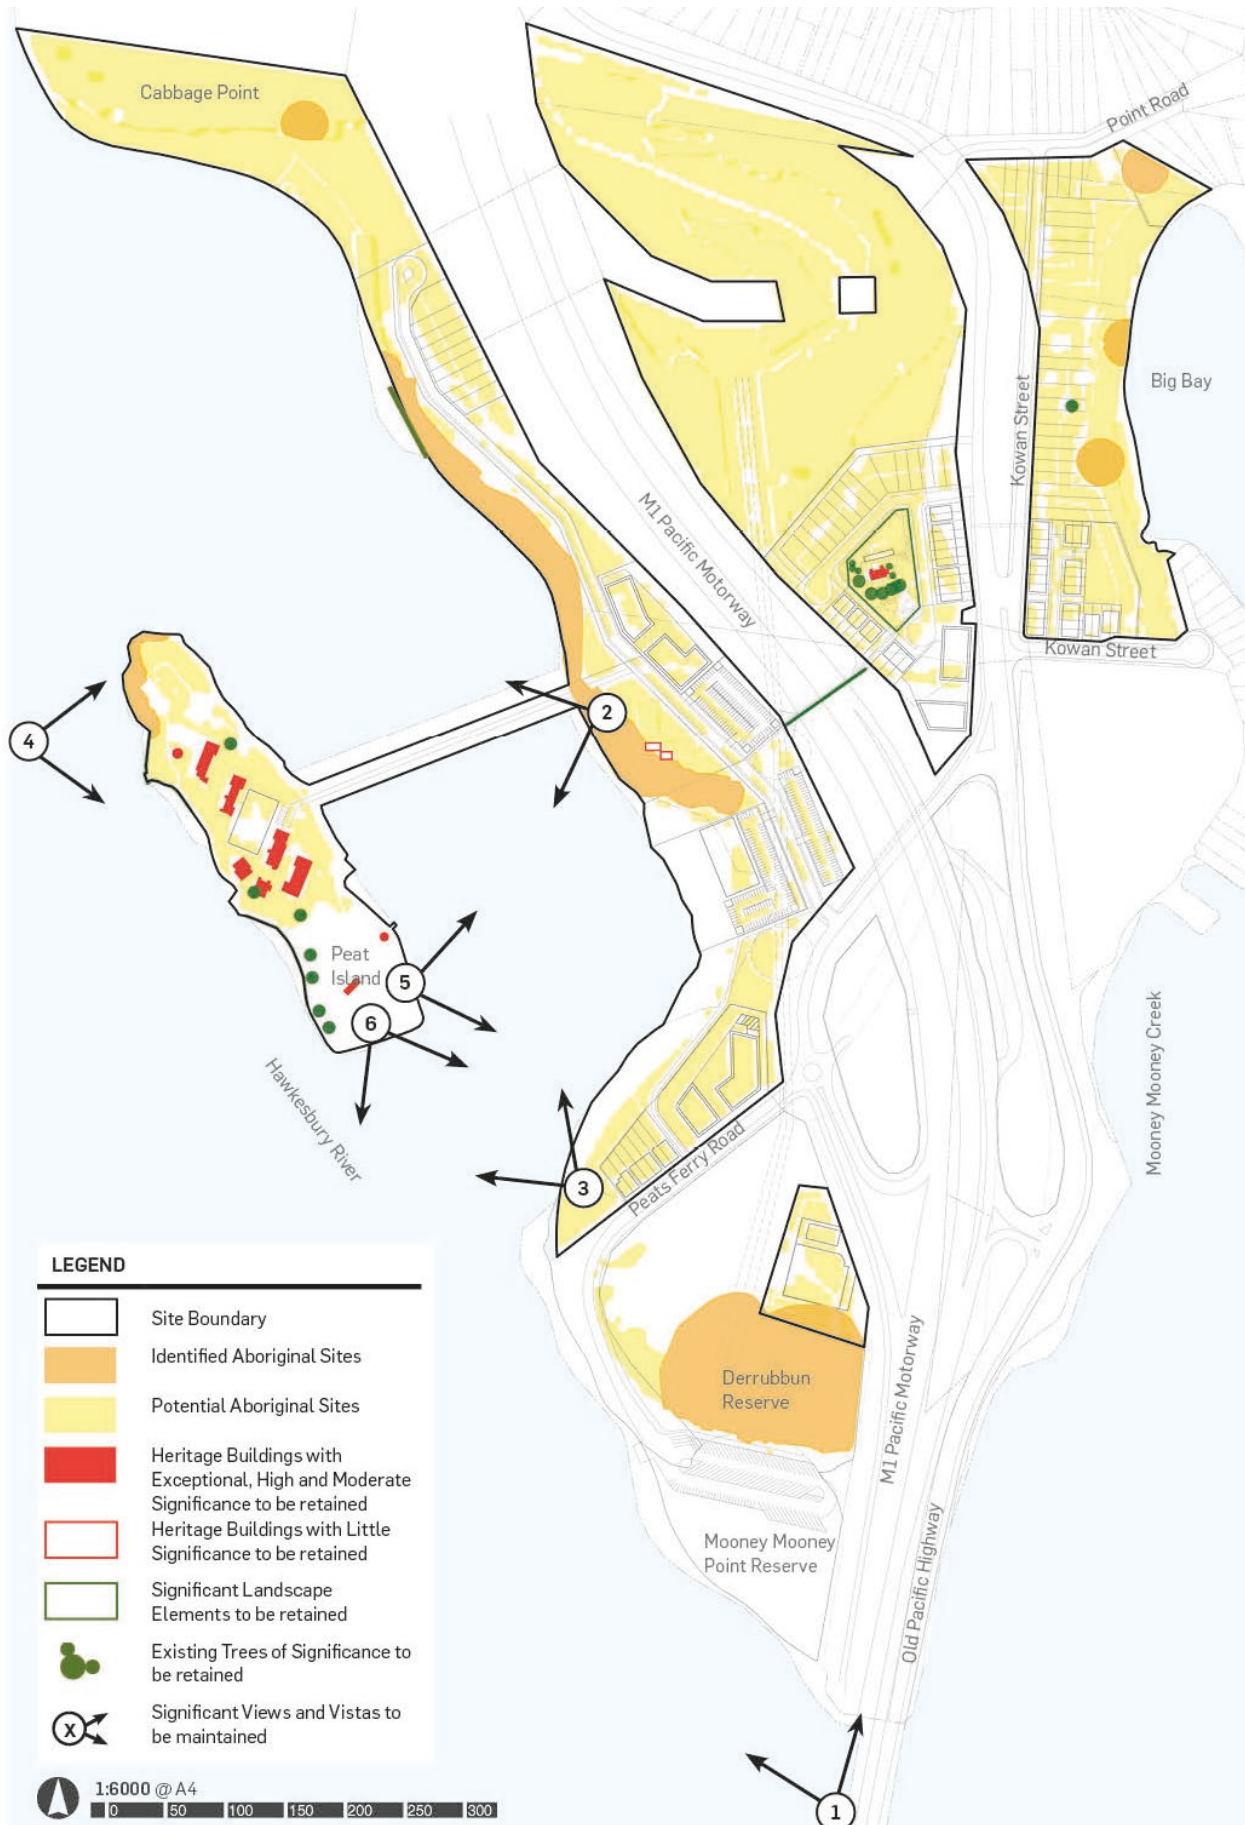 Cabbage Point
Point Road
Big Bay
Kowan Street
M1 Pacific Motorway
Kowan Street
2
4
Peat
Island
5
6
Hawkesbury River
Mooney Mooney Creek
3
Peats Ferry Road
Derrubbun
Reserve
M1 Pacific Motorway
Mooney Mooney
Point Reserve
Old Pacific Highway
1
LEGEND
Site Boundary
Identified Aboriginal Sites
Potential Aboriginal Sites
Heritage Buildings with
Exceptional, High and Moderate
Significance to be retained
Heritage Buildings with Little
Significance to be retained
Significant Landscape
Elements to be retained
Existing Trees of Significance to
be retained
X
Significant Views and Vistas to
be maintained
1:6000 @ A4
0 50 100 150 200 250 300